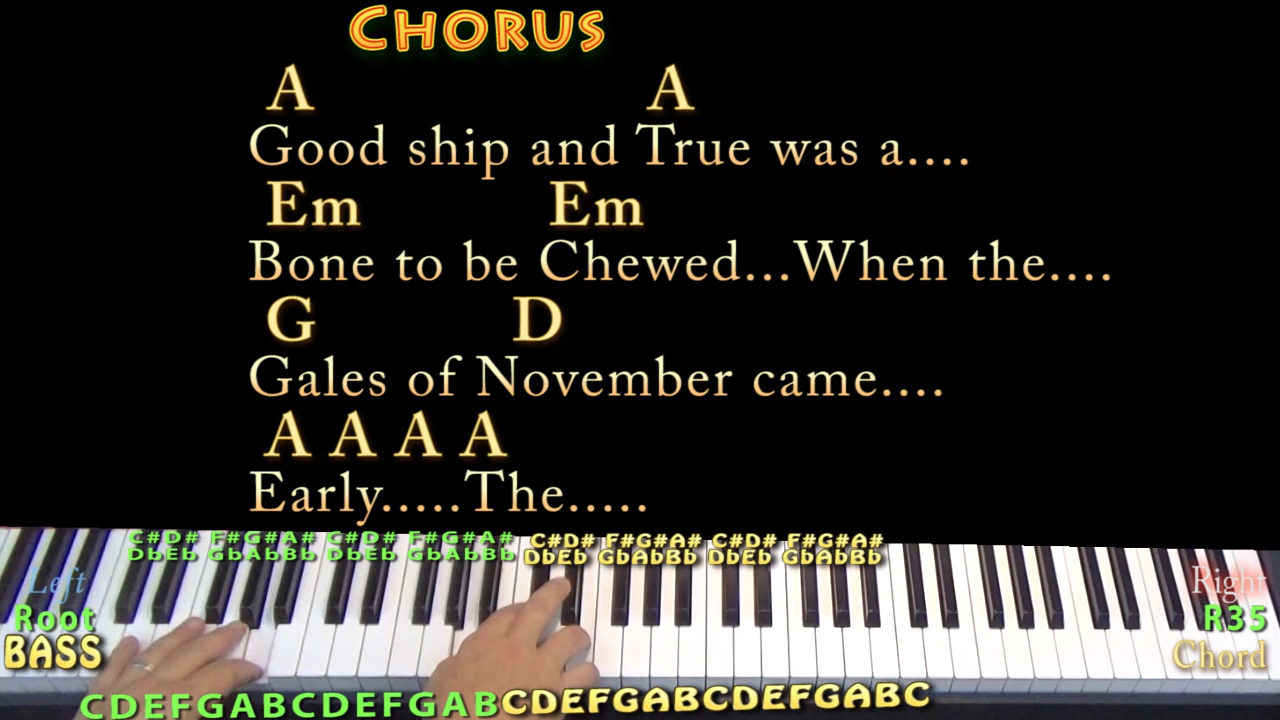 CHORUS
A A
Good ship and True was a....
Em Em
Bone to be Chewed...When the....
G D
Gales of November came....
A A A A
Early.....The.....
C#D# F#G#A# C#D# F#G#A# C#D# F#G#A# C#D# F#G#A#
DbEb GbAbBb DbEb GbAbBb DbEb GbAbBb DbEb GbAbBb
Left Right
Root R35
BASS Chord
CDEFGABCDEFGABCDEFGABCDEFGABC